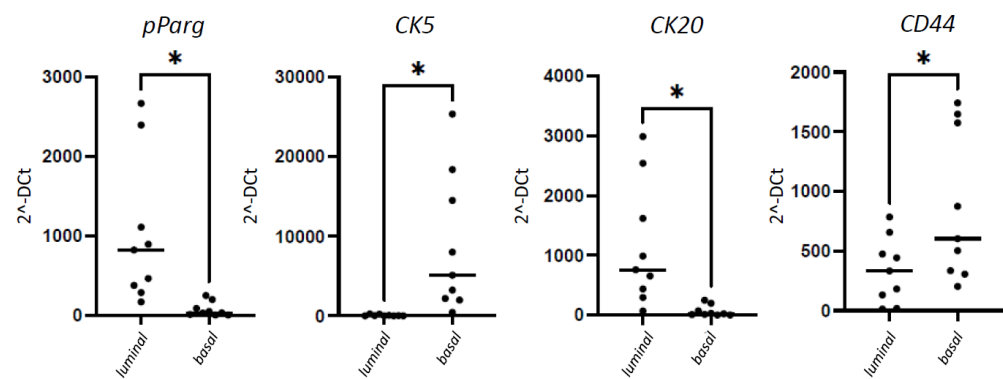 pParg
CK5
CK20
CD44
*
*
*
*
3000
2000
1000
0
2^-DCt
luminal
basal
30000
20000
10000
0
2^-DCt
luminal
basal
4000
3000
2000
1000
0
2^-DCt
luminal
basal
2000
1500
1000
500
0
2^-DCt
luminal
basal